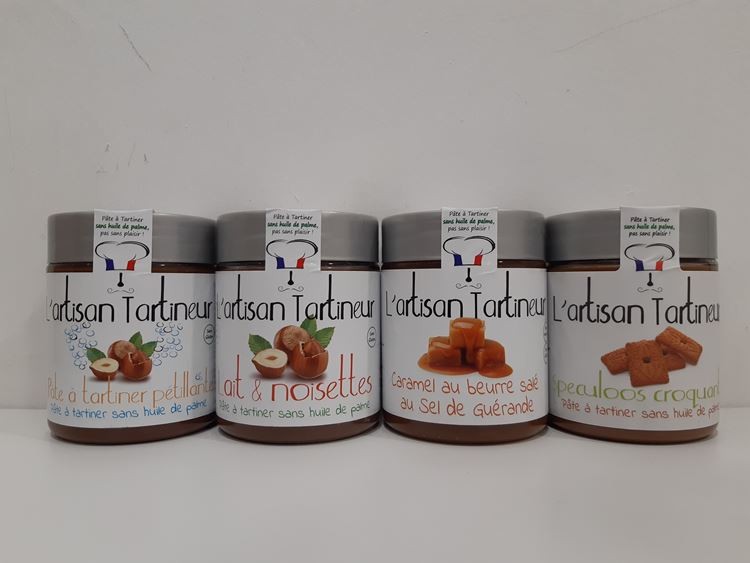 Pâte à Tartiner
sans huile de palme,
pas sans plaisir !
L'artisan Tartineur
Pâte à tartiner pétillante
Pâte à tartiner sans huile de palme
Pâte à Tartiner
sans huile de palme,
pas sans plaisir !
L'artisan Tartineur
Lait & noisettes
Pâte à tartiner sans huile de palme
Pâte à Tartiner
sans huile de palme,
pas sans plaisir !
L'artisan Tartineur
Caramel au beurre salé
au Sel de Guérande
Pâte à Tartiner
sans huile de palme,
pas sans plaisir !
L'artisan Tartineur
Speculoos croquant
Pâte à tartiner sans huile de palme